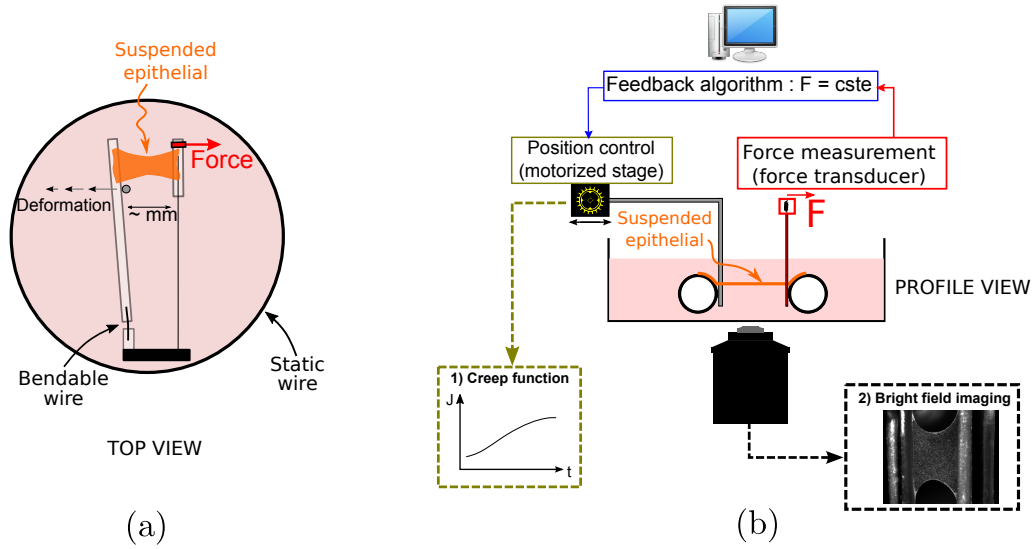 Suspended
epithelial
Force
Deformation
~ mm
Bendable
wire
Static
wire
TOP VIEW
(a)
Feedback algorithm : F = cste
Position control
(motorized stage)
Force measurement
(force transducer)
F
Suspended
epithelial
PROFILE VIEW
1) Creep function
J
t
2) Bright field imaging
(b)